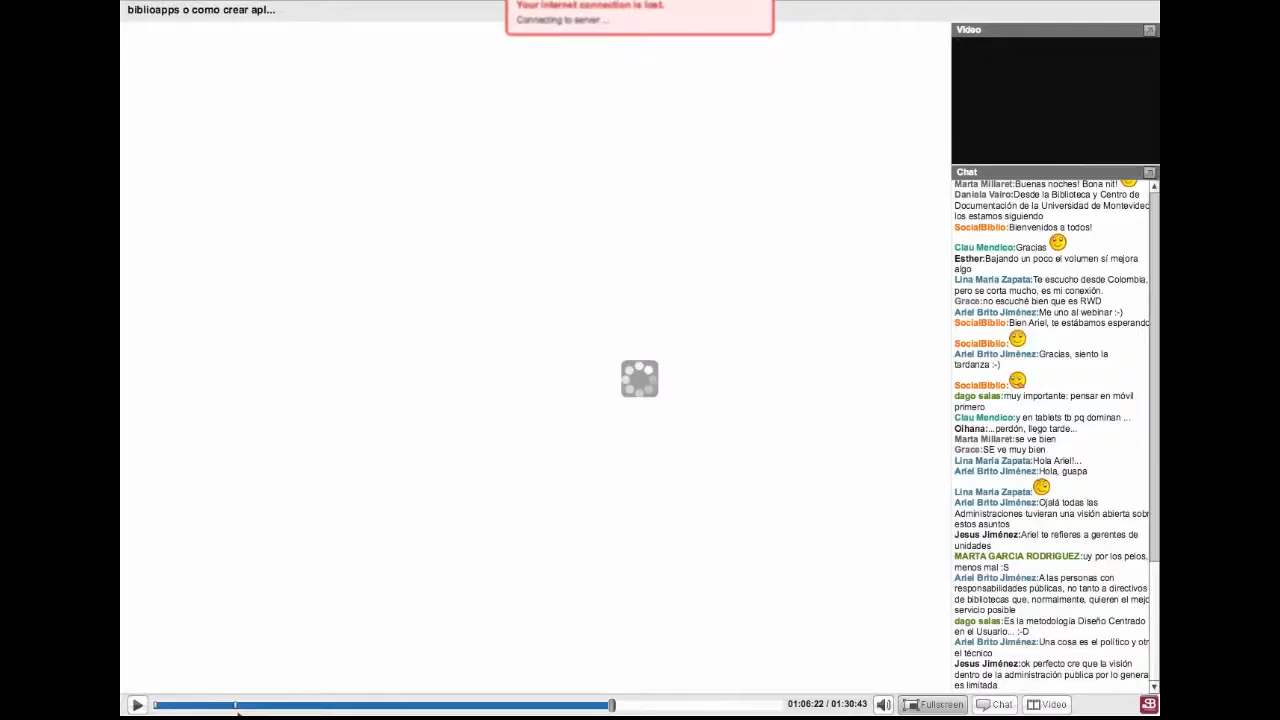 biblioapps o como crear apl...
Your internet connection is lost.
Connecting to server ...
Video
Chat
Marta Millaret:Buenas noches! Bona nit!
Daniela Vairo:Desde la Biblioteca y Centro de
Documentación de la Universidad de Montevideo
los estamos siguiendo
SocialBiblio:Bienvenidos a todos!
Clau Mendico:Gracias
Esther:Bajando un poco el volumen sí mejora
algo
Lina María Zapata:Te escucho desde Colombia,
pero se corta mucho, es mi conexión.
Grace:no escuché bien que es RWD
Ariel Brito Jiménez:Me uno al webinar :-)
SocialBiblio:Bien Ariel, te estábamos esperando
SocialBiblio:
Ariel Brito Jiménez:Gracias, siento la
tardanza :-)
SocialBiblio:
dago salas:muy importante: pensar en móvil
primero
Clau Mendico:y en tablets tb pq dominan ...
Oihana:...perdón, llego tarde...
Marta Millaret:se ve bien
Grace:SE ve muy bien
Lina María Zapata:Hola Ariel!...
Ariel Brito Jiménez:Hola, guapa
Lina María Zapata:
Ariel Brito Jiménez:Ojalá todas las
Administraciones tuvieran una visión abierta sobr
estos asuntos
Jesus Jiménez:Ariel te refieres a gerentes de
unidades
MARTA GARCIA RODRIGUEZ:uy por los pelos,
menos mal :S
Ariel Brito Jiménez:A las personas con
responsabilidades públicas, no tanto a directivos
de bibliotecas que, normalmente, quieren el mejo
servicio posible
dago salas:Es la metodología Diseño Centrado
en el Usuario... :-D
Ariel Brito Jiménez:Una cosa es el político y otr
el técnico
Jesus Jiménez:ok perfecto cre que la visión
dentro de la administración publica por lo genera
es limitada
01:06:22 / 01:30:43
Fullscreen
Chat
Video
SB